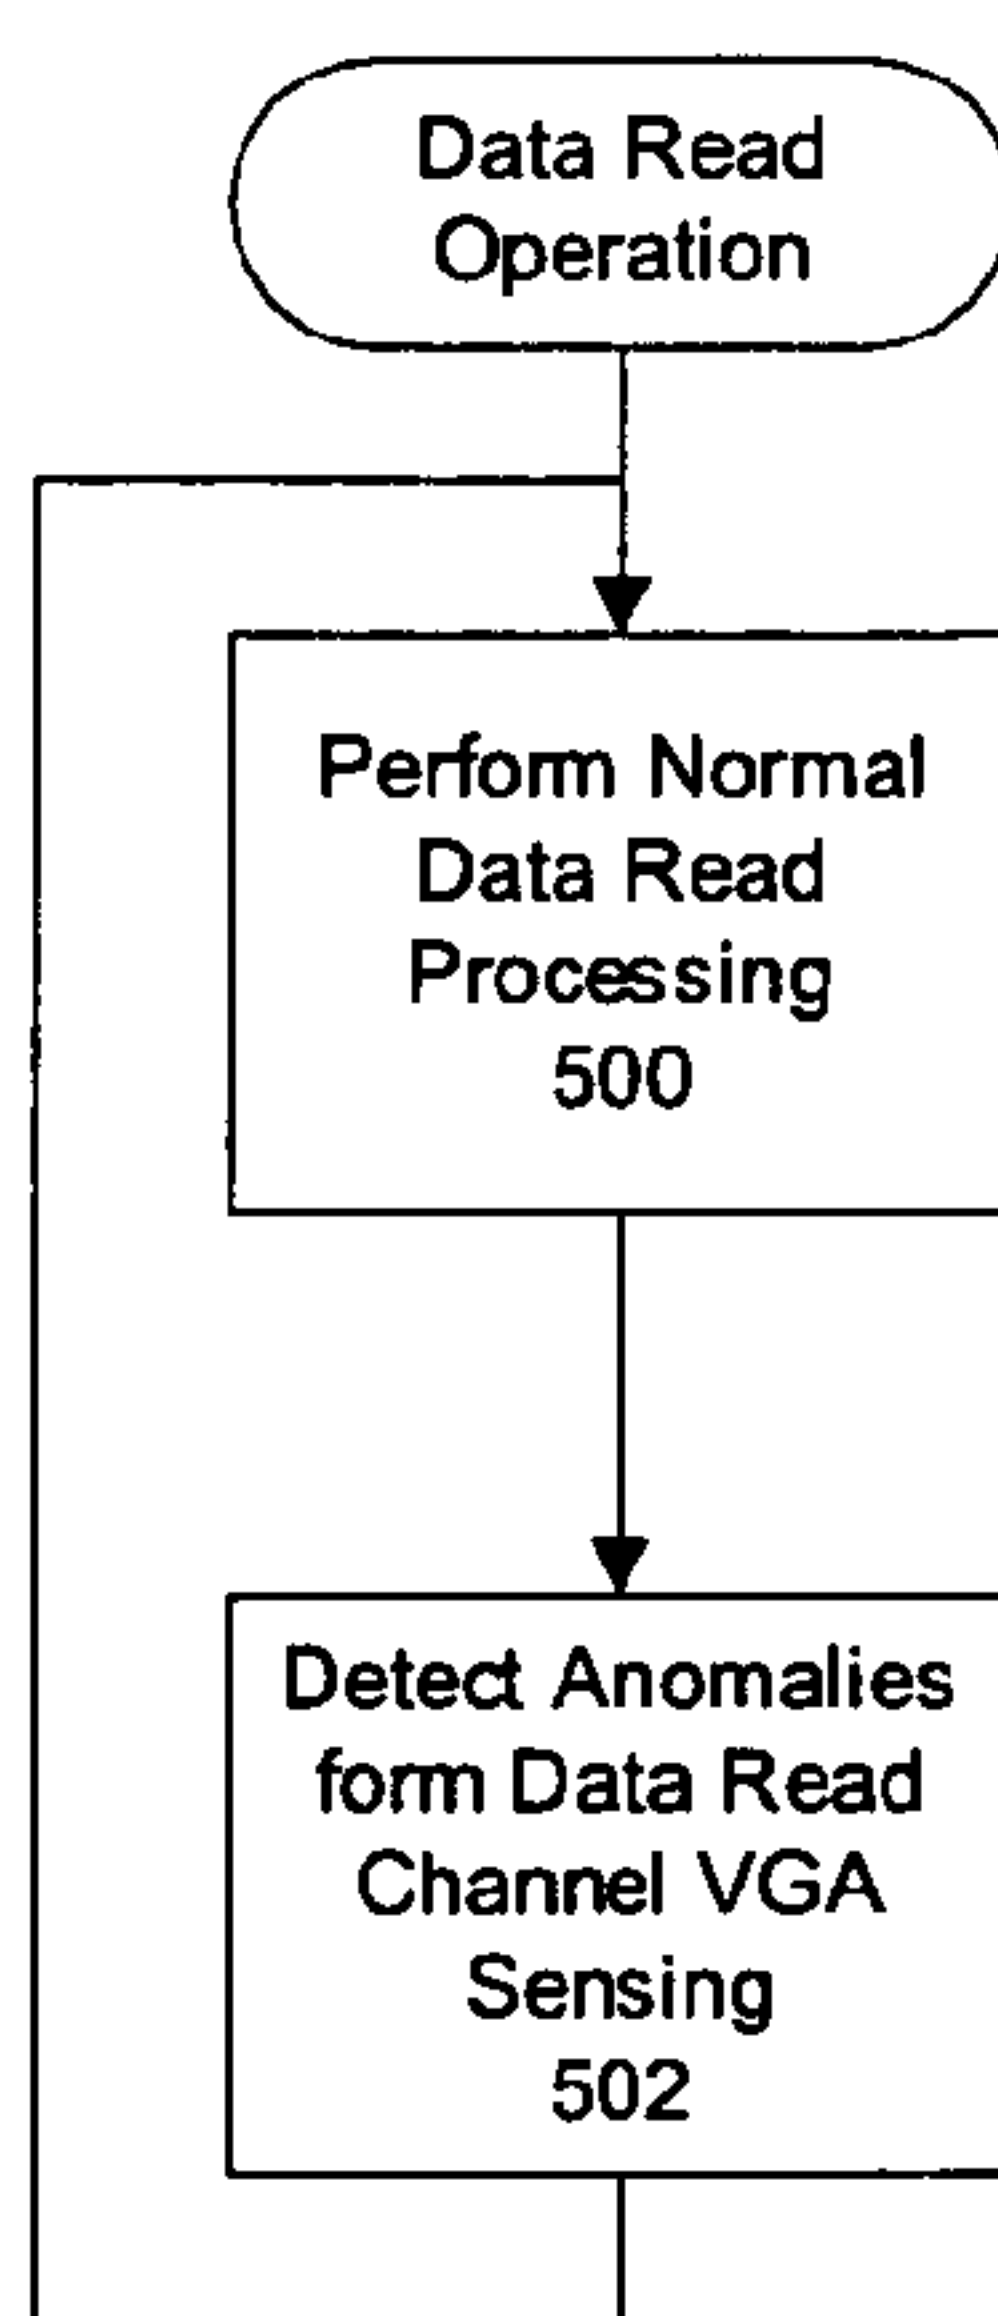 Data Read
Operation
Perform Normal
Data Read
Processing
500
Detect Anomalies
form Data Read
Channel VGA
Sensing
502